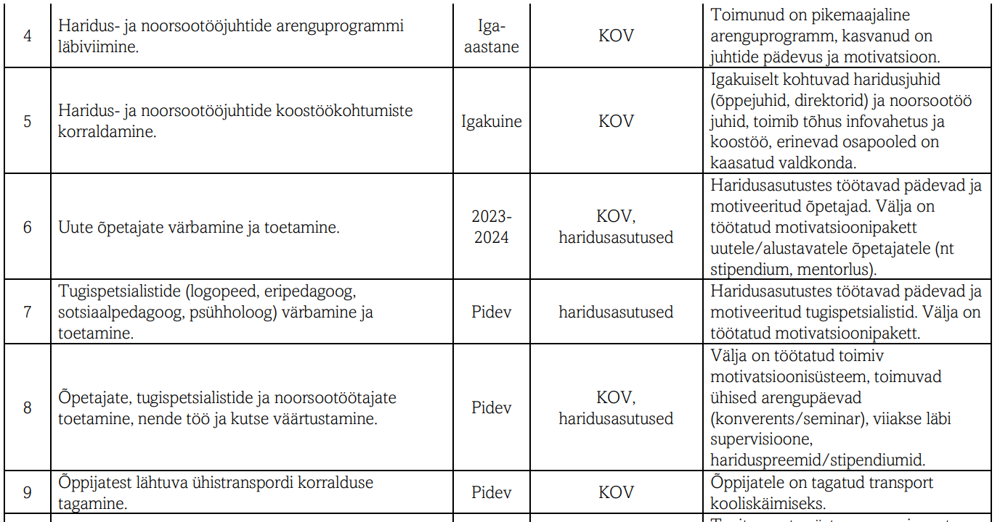 4
Haridus- ja noorsootööjuhtide arenguprogrammi
läbiviimine.
Iga-
aastane
KOV
Toimunud on pikemaajaline
arenguprogramm, kasvanud on
juhtide pädevus ja motivatsioon.
5
Haridus- ja noorsootööjuhtide koostöökohtumiste
korraldamine.
Igakuine
KOV
Igakuiselt kohtuvad haridusjuhid
(õppejuhid, direktorid) ja noorsootöö
juhid, toimib tõhus infovahetus ja
koostöö, erinevad osapooled on
kaasatud valdkonda.
6
Uute õpetajate värbamine ja toetamine.
2023-
2024
KOV,
haridusasutused
Haridusasutustes töötavad pädevad ja
motiveeritud õpetajad. Välja on
töötatud motivatsioonipakett
uutele/alustavatele õpetajatele (nt
stipendium, mentorlus).
7
Tugispetsialistide (logopeed, eripedagoog,
sotsiaalpedagoog, psühholoog) värbamine ja
toetamine.
Pidev
haridusasutused
Haridusasutustes töötavad pädevad ja
motiveeritud tugispetsialistid. Välja on
töötatud motivatsioonipakett.
8
Õpetajate, tugispetsialistide ja noorsootöötajate
toetamine, nende töö ja kutse väärtustamine.
Pidev
KOV,
haridusasutused
Välja on töötatud toimiv
motivatsioonisüsteem, toimuvad
ühised arengupäevad
(konverents/seminar), viiakse läbi
supervisioone,
hariduspreemid/stipendiumid.
9
Õppijatest lähtuva ühistranspordi korralduse
tagamine.
Pidev
KOV
Õppijatele on tagatud transport
kooliskäimiseks.